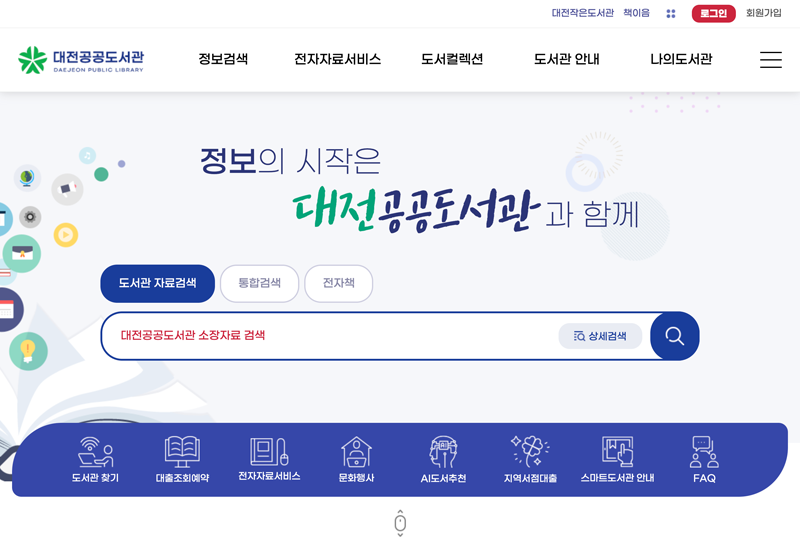 대전작은도서관 책이음 로그인 회원가입
대전공공도서관
DAEJEON PUBLIC LIBRARY
정보검색 전자자료서비스 도서컬렉션 도서관 안내 나의도서관
정보의 시작은
대전공공도서관과 함께
도서관 자료검색 통합검색 전자책
대전공공도서관 소장자료 검색 상세검색
도서관 찾기 대출조회예약 전자자료서비스 문화행사 AI도서추천 지역서점대출 스마트도서관 안내 FAQ